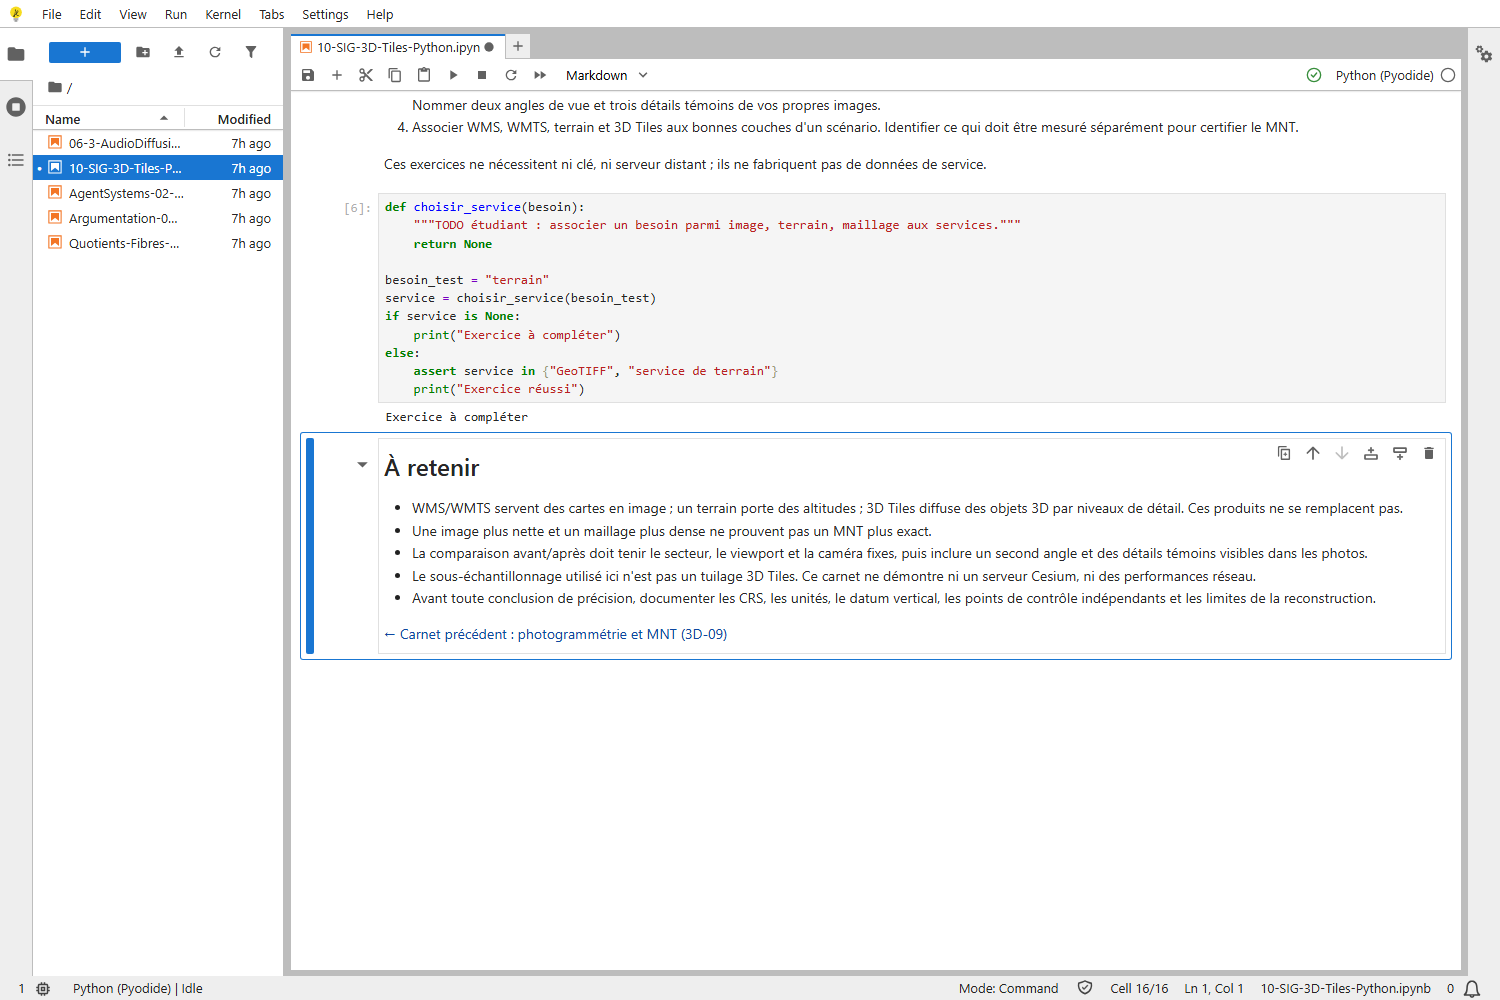 File Edit View Run Kernel Tabs Settings Help
/
Name Modified
06-3-AudioDiffusi... 7h ago
10-SIG-3D-Tiles-P... 7h ago
AgentSystems-02-... 7h ago
Argumentation-0... 7h ago
Quotients-Fibres-... 7h ago
10-SIG-3D-Tiles-Python.ipyn
Markdown
Python (Pyodide)
Nommer deux angles de vue et trois détails témoins de vos propres images.
4. Associer WMS, WMTS, terrain et 3D Tiles aux bonnes couches d'un scénario. Identifier ce qui doit être mesuré séparément pour certifier le MNT.
Ces exercices ne nécessitent ni clé, ni serveur distant ; ils ne fabriquent pas de données de service.
[6]:
def choisir_service(besoin):
    """TODO étudiant : associer un besoin parmi image, terrain, maillage aux services."""
    return None
besoin_test = "terrain"
service = choisir_service(besoin_test)
if service is None:
    print("Exercice à compléter")
else:
    assert service in {"GeoTIFF", "service de terrain"}
    print("Exercice réussi")
Exercice à compléter
À retenir
• WMS/WMTS servent des cartes en image ; un terrain porte des altitudes ; 3D Tiles diffuse des objets 3D par niveaux de détail. Ces produits ne se remplacent pas.
• Une image plus nette et un maillage plus dense ne prouvent pas un MNT plus exact.
• La comparaison avant/après doit tenir le secteur, le viewport et la caméra fixes, puis inclure un second angle et des détails témoins visibles dans les photos.
• Le sous-échantillonnage utilisé ici n'est pas un tuilage 3D Tiles. Ce carnet ne démontre ni un serveur Cesium, ni des performances réseau.
• Avant toute conclusion de précision, documenter les CRS, les unités, le datum vertical, les points de contrôle indépendants et les limites de la reconstruction.
← Carnet précédent : photogrammétrie et MNT (3D-09)
1 Python (Pyodide) | Idle Mode: Command Cell 16/16 Ln 1, Col 1 10-SIG-3D-Tiles-Python.ipynb 0